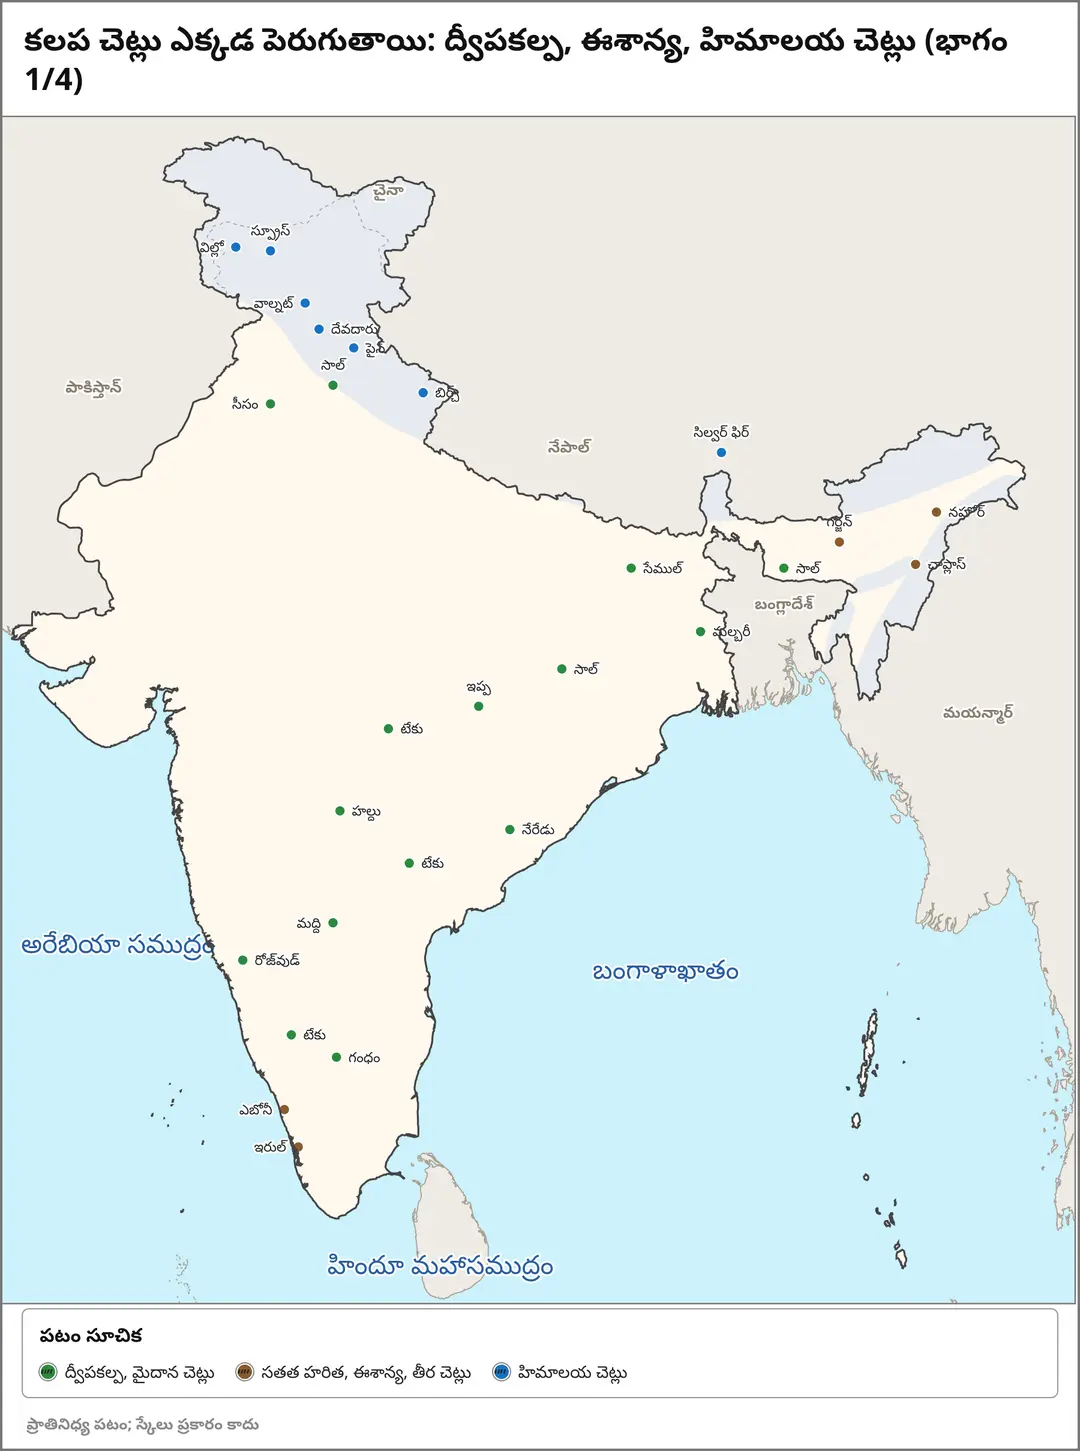 కలప చెట్లు ఎక్కడ పెరుగుతాయి: ద్వీపకల్ప, ఈశాన్య, హిమాలయ చెట్లు (భాగం
1/4)
చైనా
స్ప్రూస్
విల్లో
వాల్నట్
దేవదారు
పైన్
సాల్
పాకిస్తాన్
బిర్చ్
సీసం
సిల్వర్ ఫిర్
నేపాల్
నహోర్
గర్జన్
చాప్లాస్
సేముల్
సాల్
బంగ్లాదేశ్
మల్బరీ
సాల్
ఇప్ప
మయన్మార్
టేకు
హల్దు
నేరేడు
టేకు
మద్ది
అరేబియా సముద్రం
రోజ్‌వుడ్
బంగాళాఖాతం
టేకు
గంధం
ఎబోనీ
ఇరుల్
హిందూ మహాసముద్రం
పటం సూచిక
ద్వీపకల్ప, మైదాన చెట్లు
సతత హరిత, ఈశాన్య, తీర చెట్లు
హిమాలయ చెట్లు
ప్రాతినిధ్య పటం; స్కేలు ప్రకారం కాదు